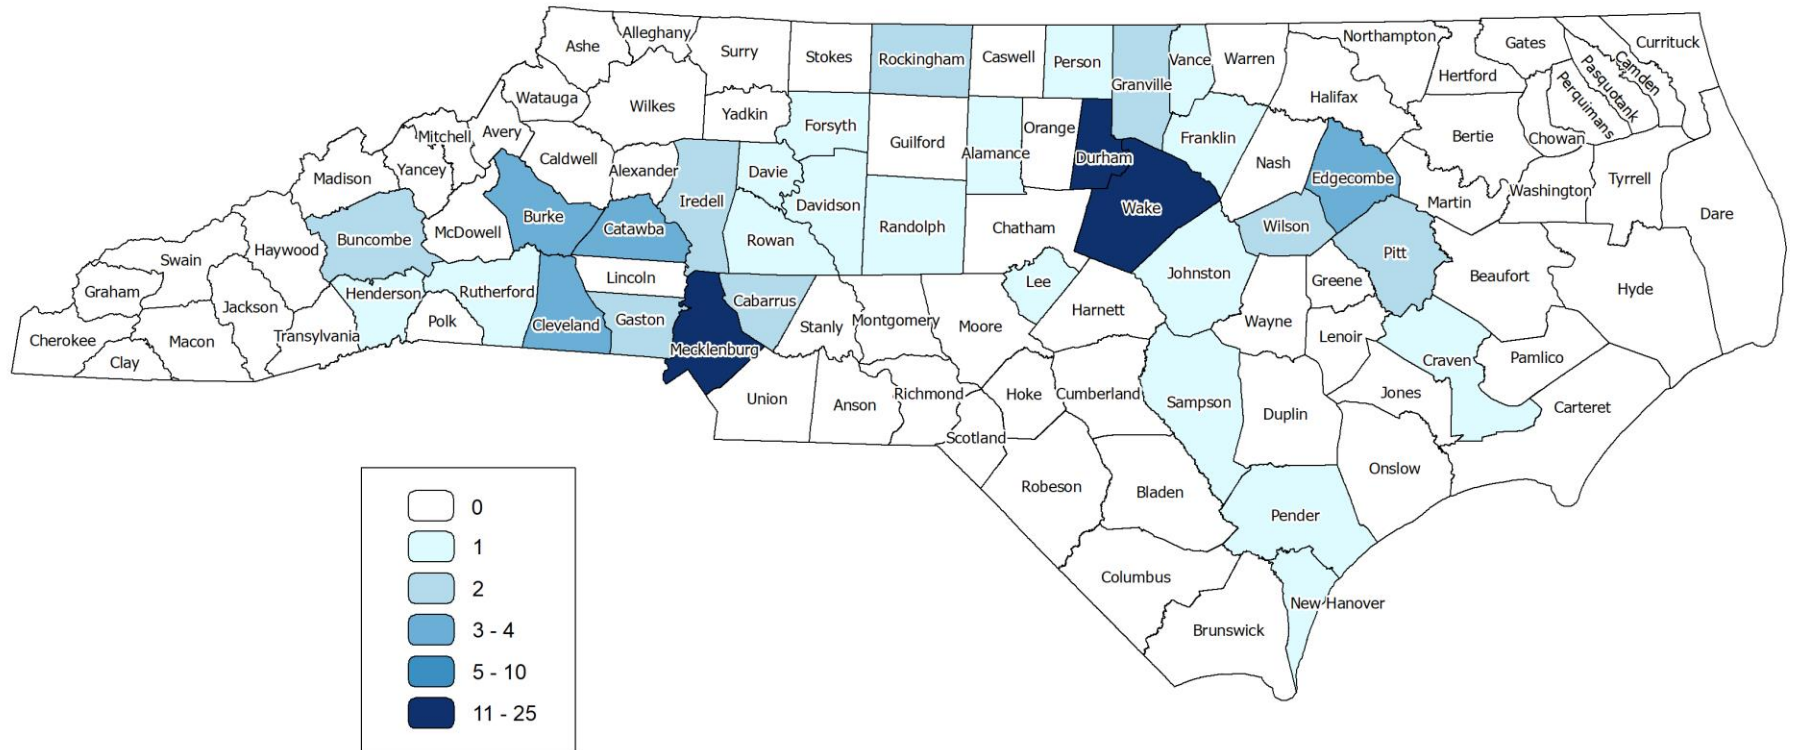 Ashe
Alleghany
Surry
Stokes
Rockingham
Caswell
Person
Granville
Vance
Warren
Northampton
Gates
Hertford
Currituck
Camden
Pasquotank
Perquimans
Chowan
Watauga
Wilkes
Yadkin
Forsyth
Guilford
Alamance
Orange
Durham
Franklin
Nash
Halifax
Bertie
Mitchell
Avery
Yancey
Madison
Caldwell
Alexander
Iredell
Davie
Davidson
Randolph
Chatham
Wake
Edgecombe
Martin
Washington
Tyrrell
Dare
Buncombe
McDowell
Burke
Catawba
Rowan
Wilson
Pitt
Haywood
Swain
Graham
Jackson
Henderson
Rutherford
Lincoln
Cleveland
Gaston
Cabarrus
Stanly
Montgomery
Moore
Lee
Harnett
Johnston
Greene
Beaufort
Hyde
Cherokee
Clay
Macon
Transylvania
Polk
Mecklenburg
Wayne
Lenoir
Craven
Pamlico
Union
Anson
Richmond
Scotland
Hoke
Cumberland
Sampson
Duplin
Jones
Carteret
Onslow
Robeson
Bladen
Pender
Columbus
Brunswick
New Hanover
0
1
2
3 - 4
5 - 10
11 - 25